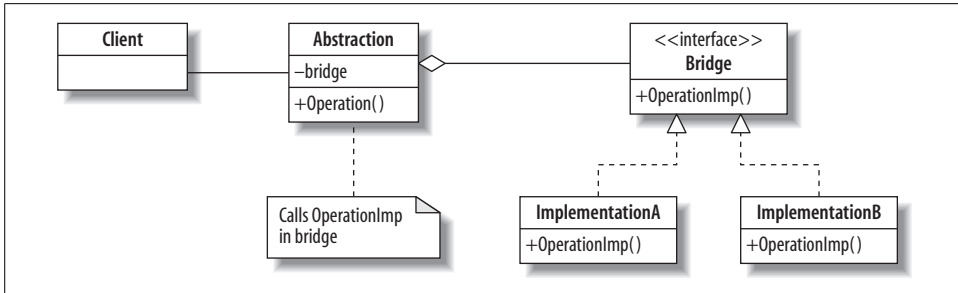 Client
Abstraction
–bridge
+Operation()
<<interface>>
Bridge
+OperationImp()
Calls OperationImp
in bridge
ImplementationA
+OperationImp()
ImplementationB
+OperationImp()